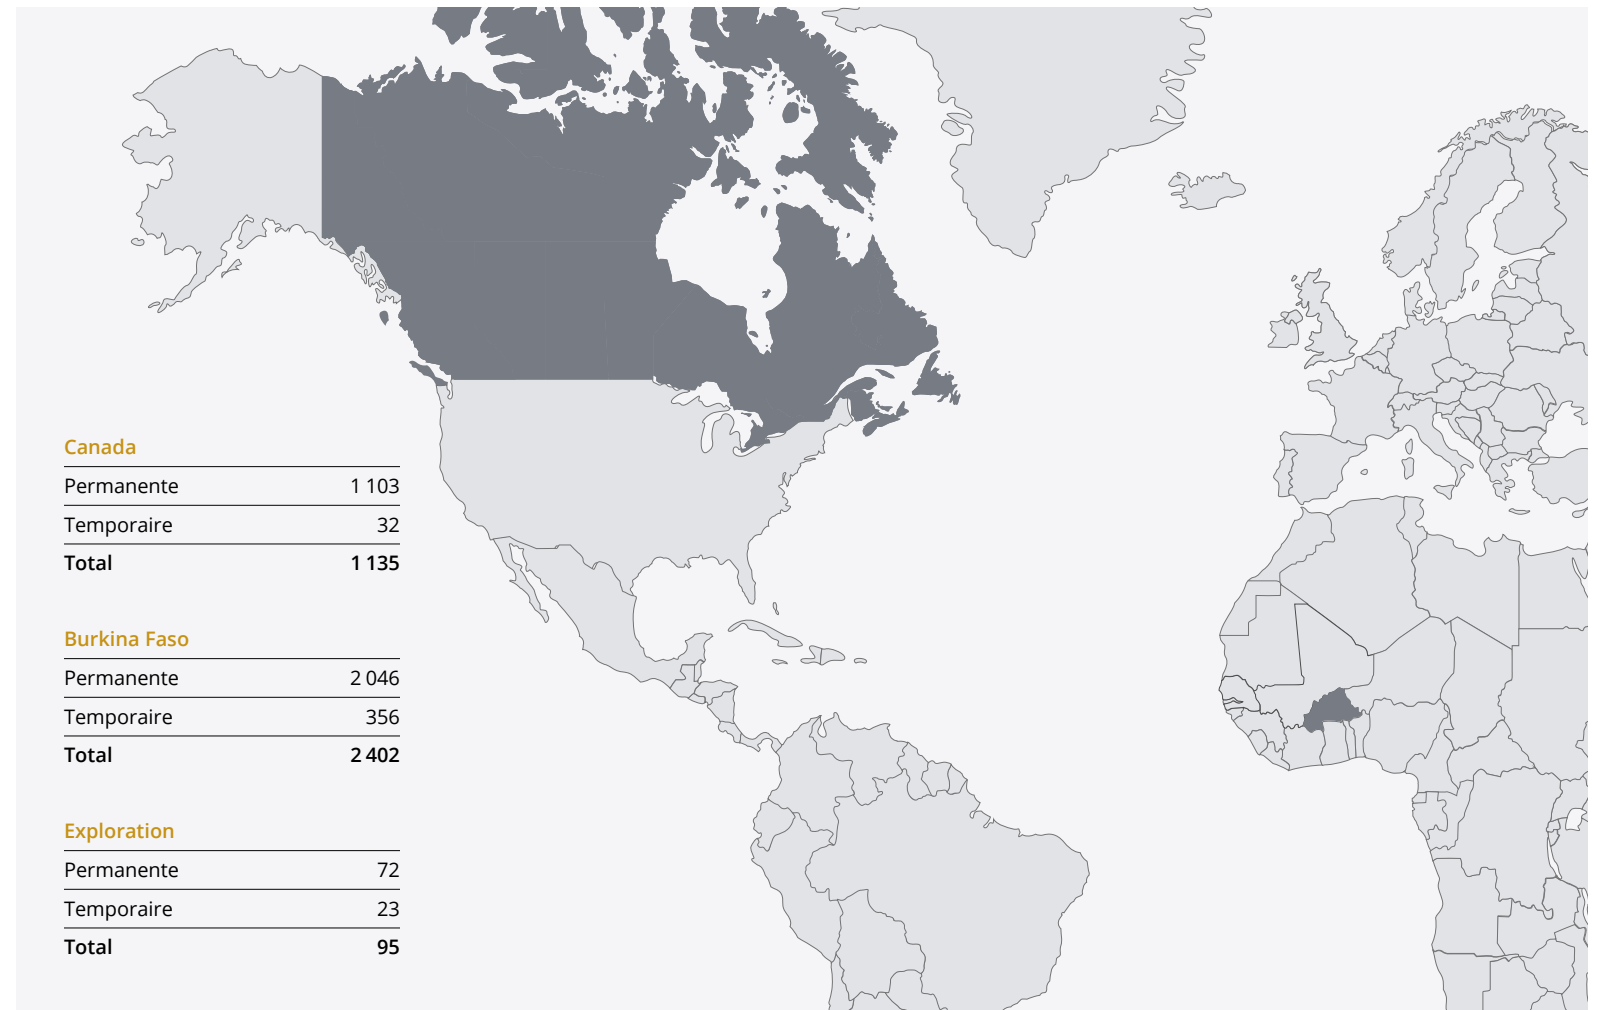 Canada
Permanente 1 103
Temporaire 32
Total 1 135
Burkina Faso
Permanente 2 046
Temporaire 356
Total 2 402
Exploration
Permanente 72
Temporaire 23
Total 95